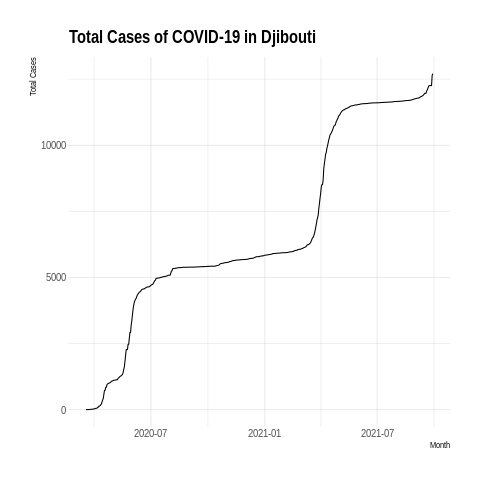 Total Cases of COVID-19 in Djibouti
Total Cases
10000
5000
0
2020-07
2021-01
2021-07
Month